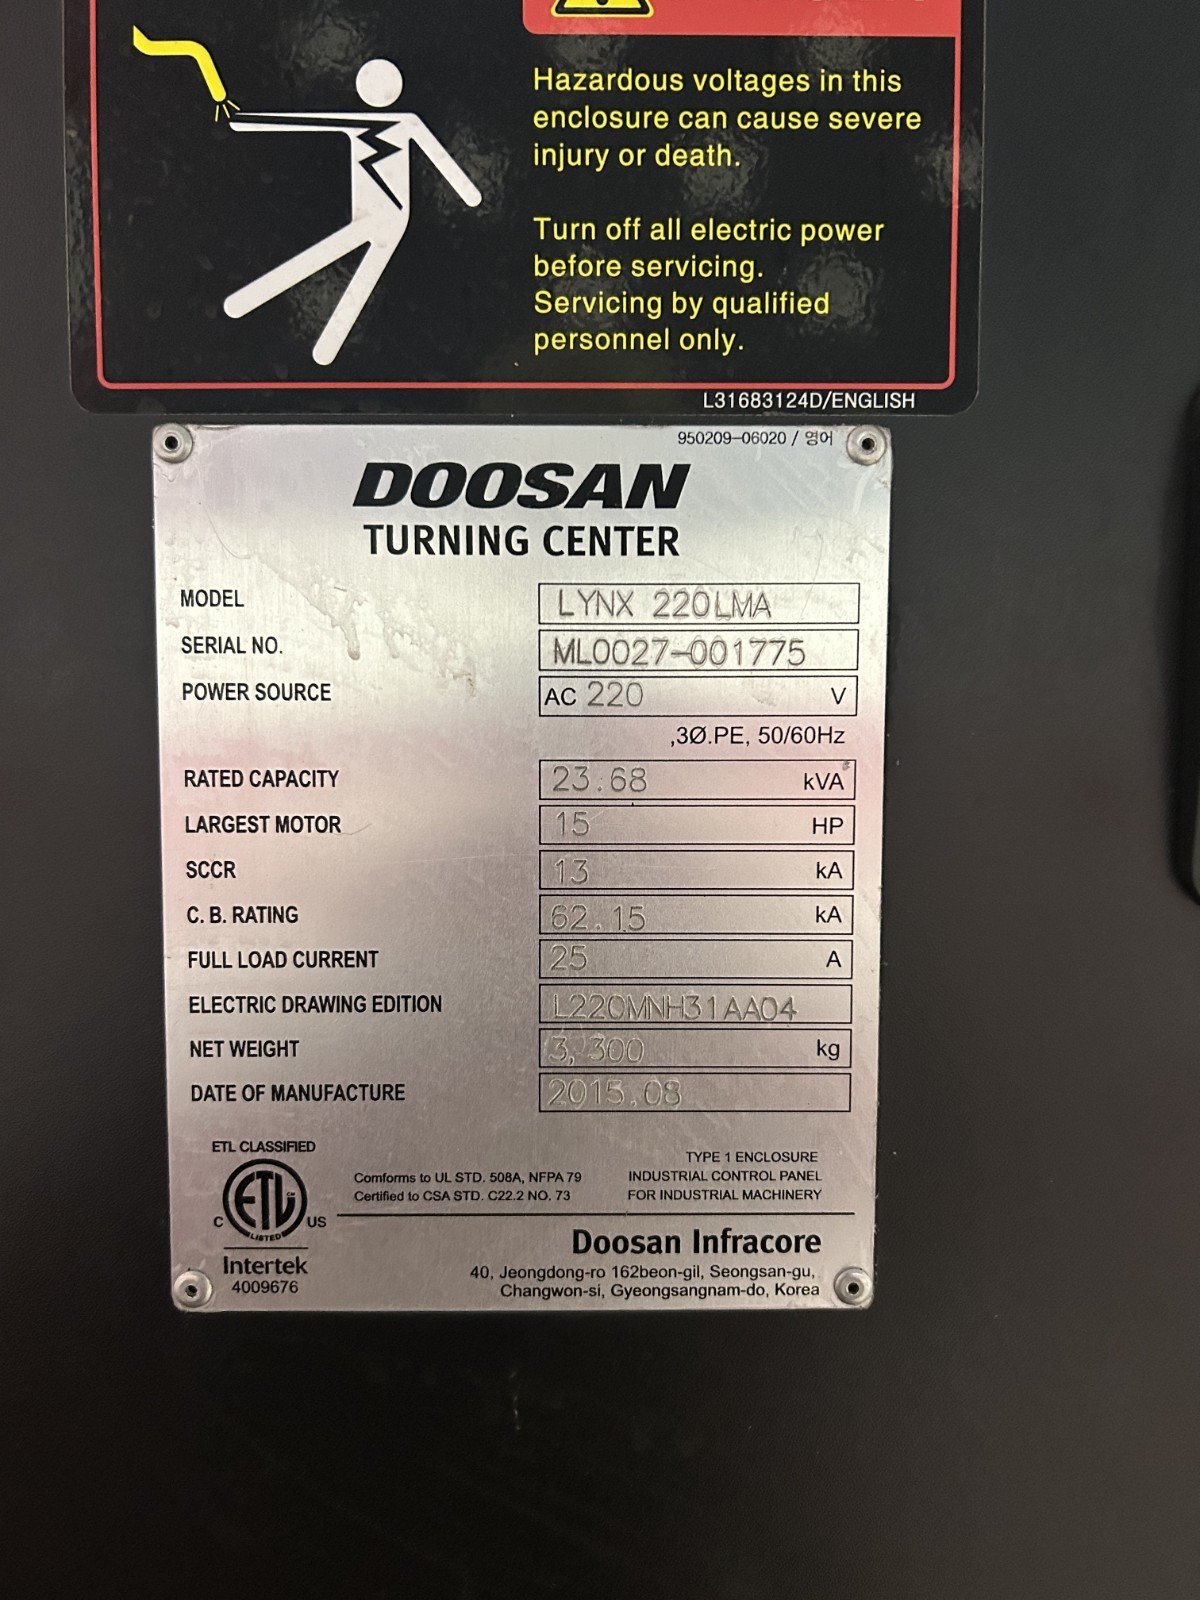 Hazardous voltages in this
enclosure can cause severe
injury or death.
Turn off all electric power
before servicing.
Servicing by qualified
personnel only.
L31683124D/ENGLISH
950209-06020 / 영어
DOOSAN
TURNING CENTER
MODEL LYNX 220LMA
SERIAL NO. ML0027-001775
POWER SOURCE AC 220 V
,3Ø.PE, 50/60Hz
RATED CAPACITY 23.68 kVA
LARGEST MOTOR 15 HP
SCCR 13 kA
C. B. RATING 62.15 kA
FULL LOAD CURRENT 25 A
ELECTRIC DRAWING EDITION L220MNH31AA04
NET WEIGHT 3,300 kg
DATE OF MANUFACTURE 2015.08
ETL CLASSIFIED
ETL CM
LISTED
C US
Intertek
4009676
Comforms to UL STD. 508A, NFPA 79
Certified to CSA STD. C22.2 NO. 73
TYPE 1 ENCLOSURE
INDUSTRIAL CONTROL PANEL
FOR INDUSTRIAL MACHINERY
Doosan Infracore
40, Jeongdong-ro 162beon-gil, Seongsan-gu,
Changwon-si, Gyeongsangnam-do, Korea